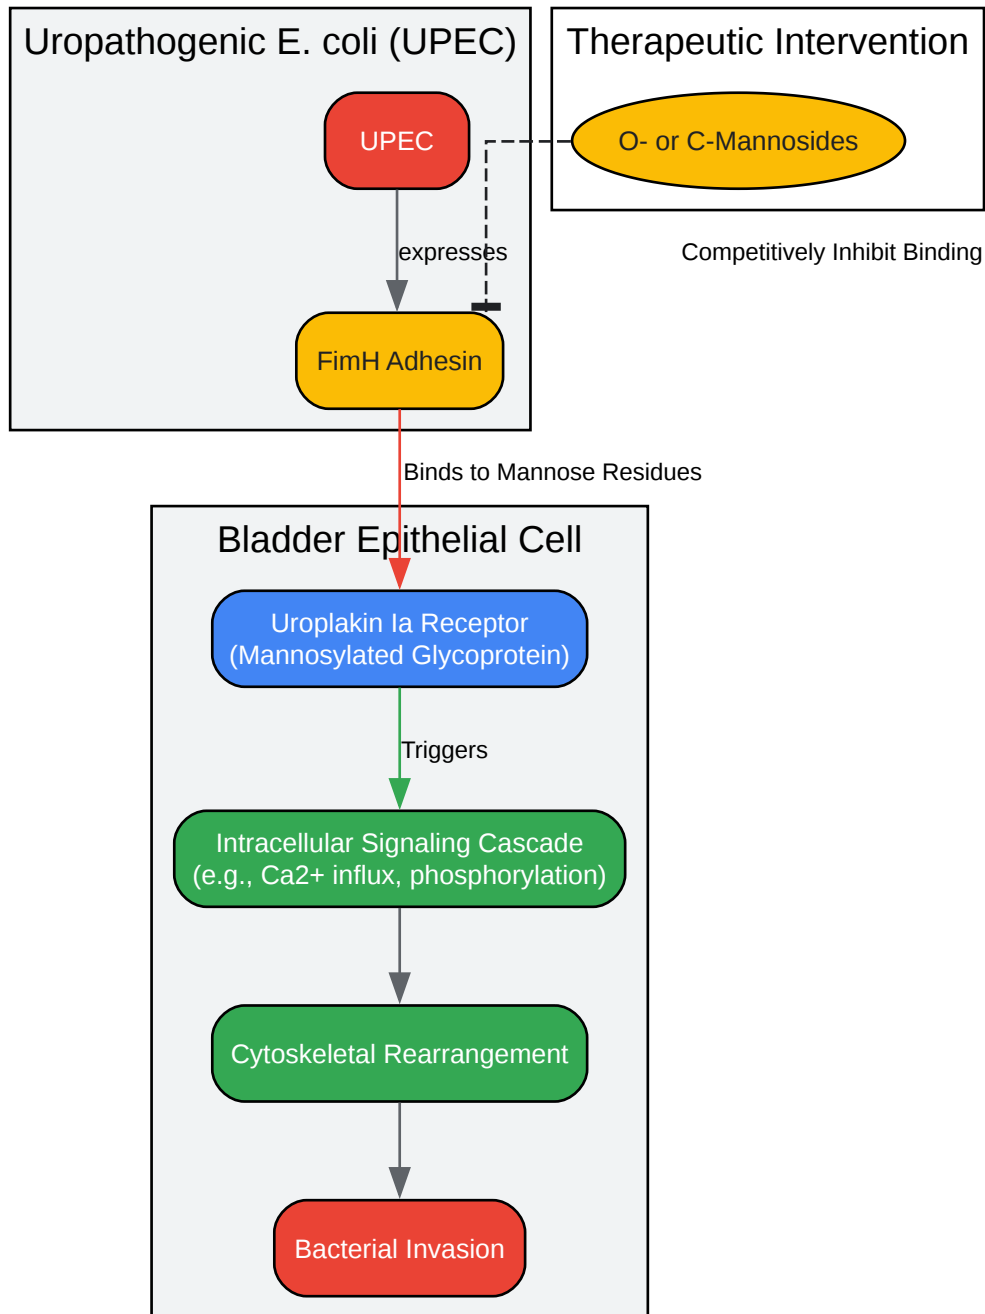 Uropathogenic E. coli (UPEC)
Therapeutic Intervention
UPEC
O- or C-Mannosides
expresses
Competitively Inhibit Binding
FimH Adhesin
Binds to Mannose Residues
Bladder Epithelial Cell
Uroplakin Ia Receptor
(Mannosylated Glycoprotein)
Triggers
Intracellular Signaling Cascade
(e.g., Ca2+ influx, phosphorylation)
Cytoskeletal Rearrangement
Bacterial Invasion